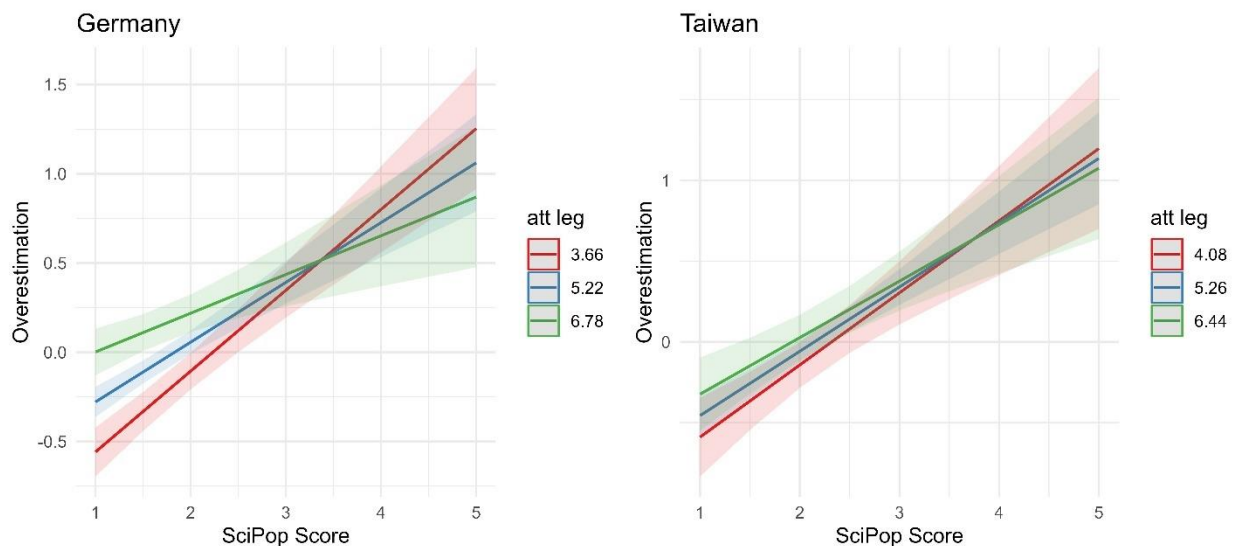 Germany
1.5
1.0
0.5
0.0
-0.5
Overestimation
1 2 3 4 5
SciPop Score
att leg
3.66
5.22
6.78
Taiwan
1
0
Overestimation
1 2 3 4 5
SciPop Score
att leg
4.08
5.26
6.44